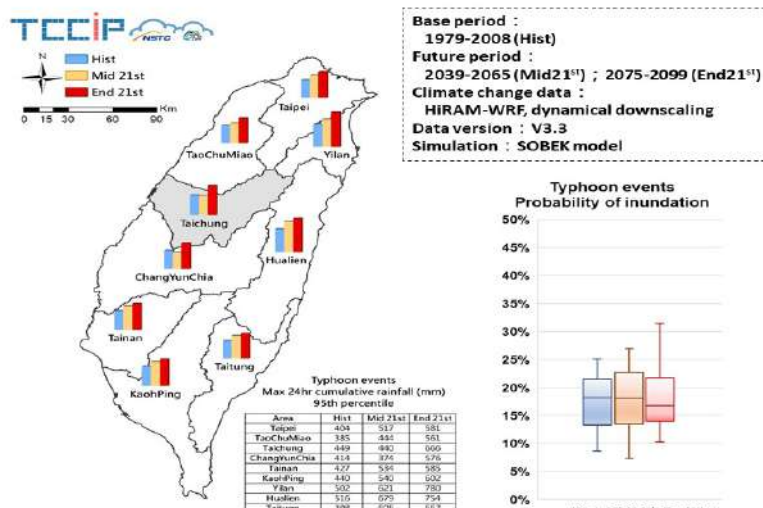 TCCiP
NSTC
N
Hist
Mid 21st
End 21st
0 15 30 60 90
Km
Base period：
1979-2008 (Hist)
Future period：
2039-2065 (Mid21st)；2075-2099 (End21st)
Climate change data：
HiRAM-WRF, dynamical downscaling
Data version：V3.3
Simulation：SOBEK model
Taipei
TaoChuMiao
Yilan
Taichung
Hualien
ChangYunChia
Tainan
Taitung
KaohPing
Typhoon events
Max 24hr cumulative rainfall (mm)
95th percentile
Area Hist Mid 21st End 21st
Taipei 404 517 581
TaoChuMiao 385 444 561
Taichung 449 440 666
ChangYunChia 414 374 576
Tainan 427 534 585
KaohPing 440 540 602
Yilan 502 621 780
Hualien 516 679 754
Typhoon events
Probability of inundation
50%
45%
40%
35%
30%
25%
20%
15%
10%
5%
0%